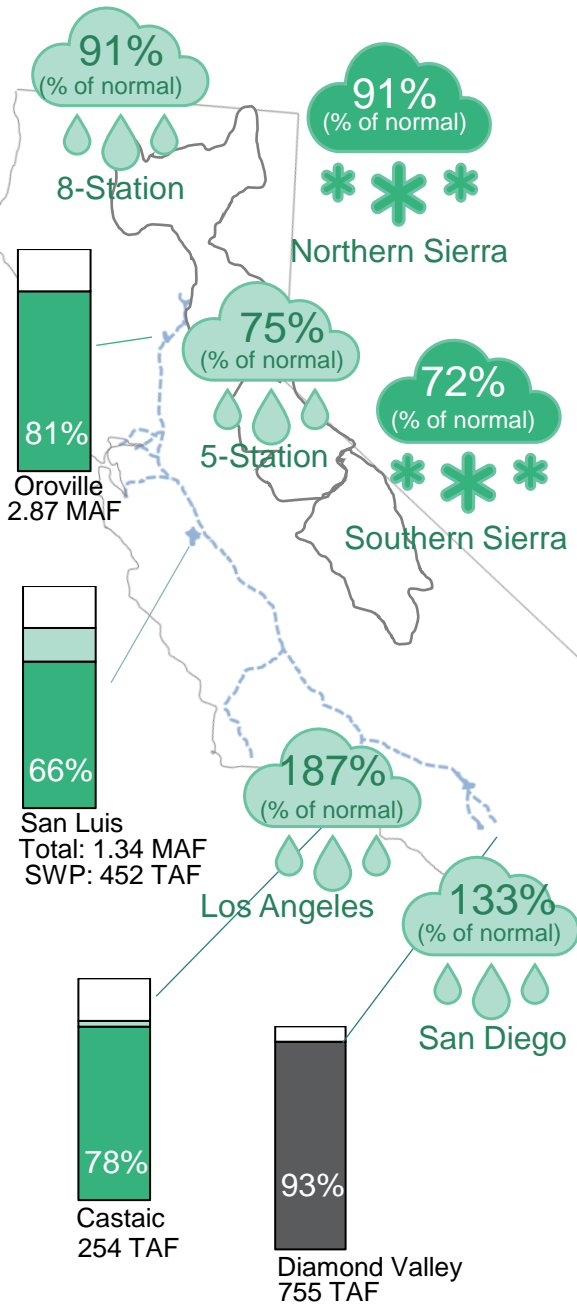 91%
(% of normal)
8-Station
91%
(% of normal)
Northern Sierra
75%
(% of normal)
5-Station
72%
(% of normal)
Southern Sierra
81%
Oroville
2.87 MAF
66%
San Luis
Total: 1.34 MAF
SWP: 452 TAF
187%
(% of normal)
Los Angeles
133%
(% of normal)
San Diego
78%
Castaic
254 TAF
93%
Diamond Valley
755 TAF